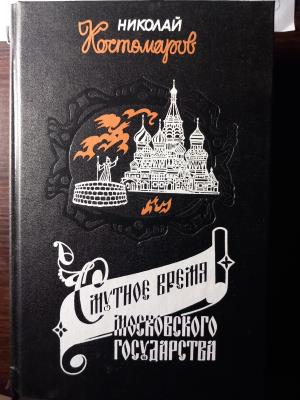 НИКОЛАЙ
Костомаров
Смутное время
московского
государства